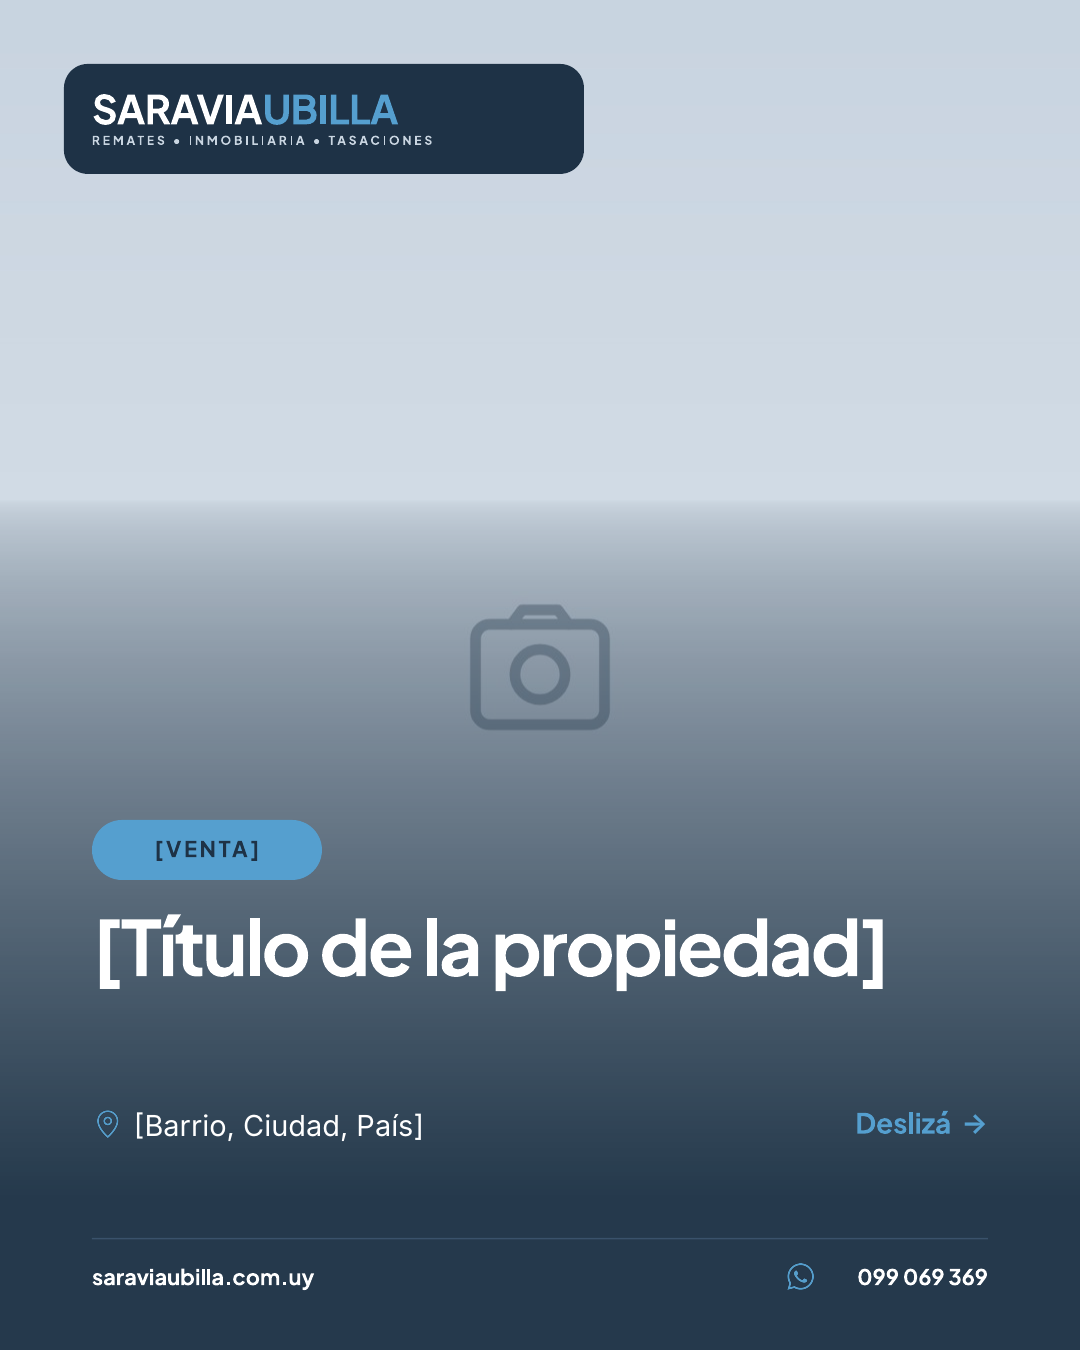 SARAVIAUBILLA
REMATES • INMOBILIARIA • TASACIONES
[VENTA]
[Título de la propiedad]
[Barrio, Ciudad, País]
Deslizá →
saraviaubilla.com.uy
099 069 369